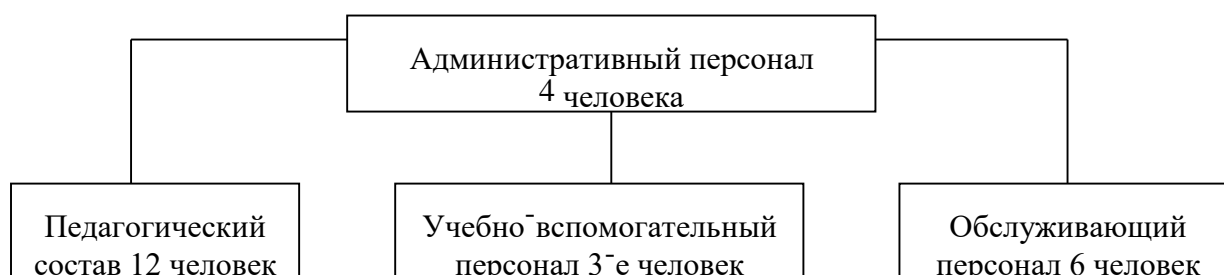 Административный персонал
4 человека
Педагогический
состав 12 человек
Учебно-вспомогательный
персонал 3-е человек
Обслуживающий
персонал 6 человек